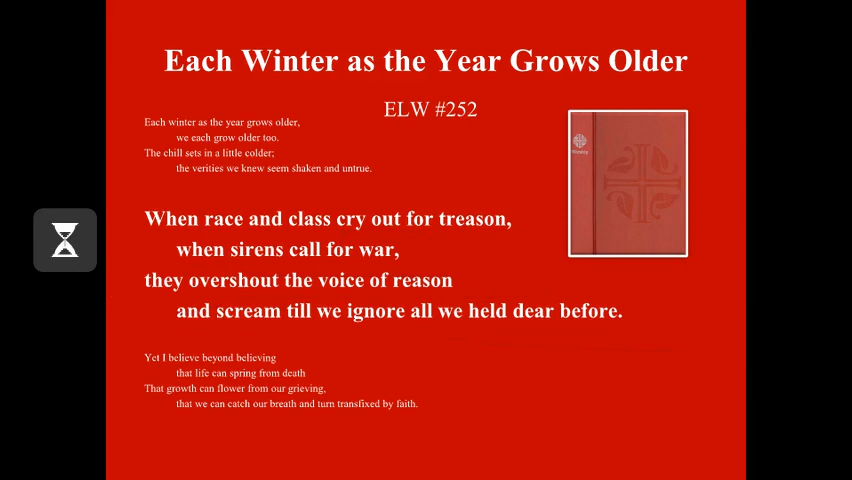 Each Winter as the Year Grows Older
ELW #252
Each winter as the year grows older,
we each grow older too.
The chill sets in a little colder;
the verities we knew seem shaken and untrue.
When race and class cry out for treason,
when sirens call for war,
they overshout the voice of reason
and scream till we ignore all we held dear before.
Yet I believe beyond believing
that life can spring from death
That growth can flower from our grieving,
that we can catch our breath and turn transfixed by faith.